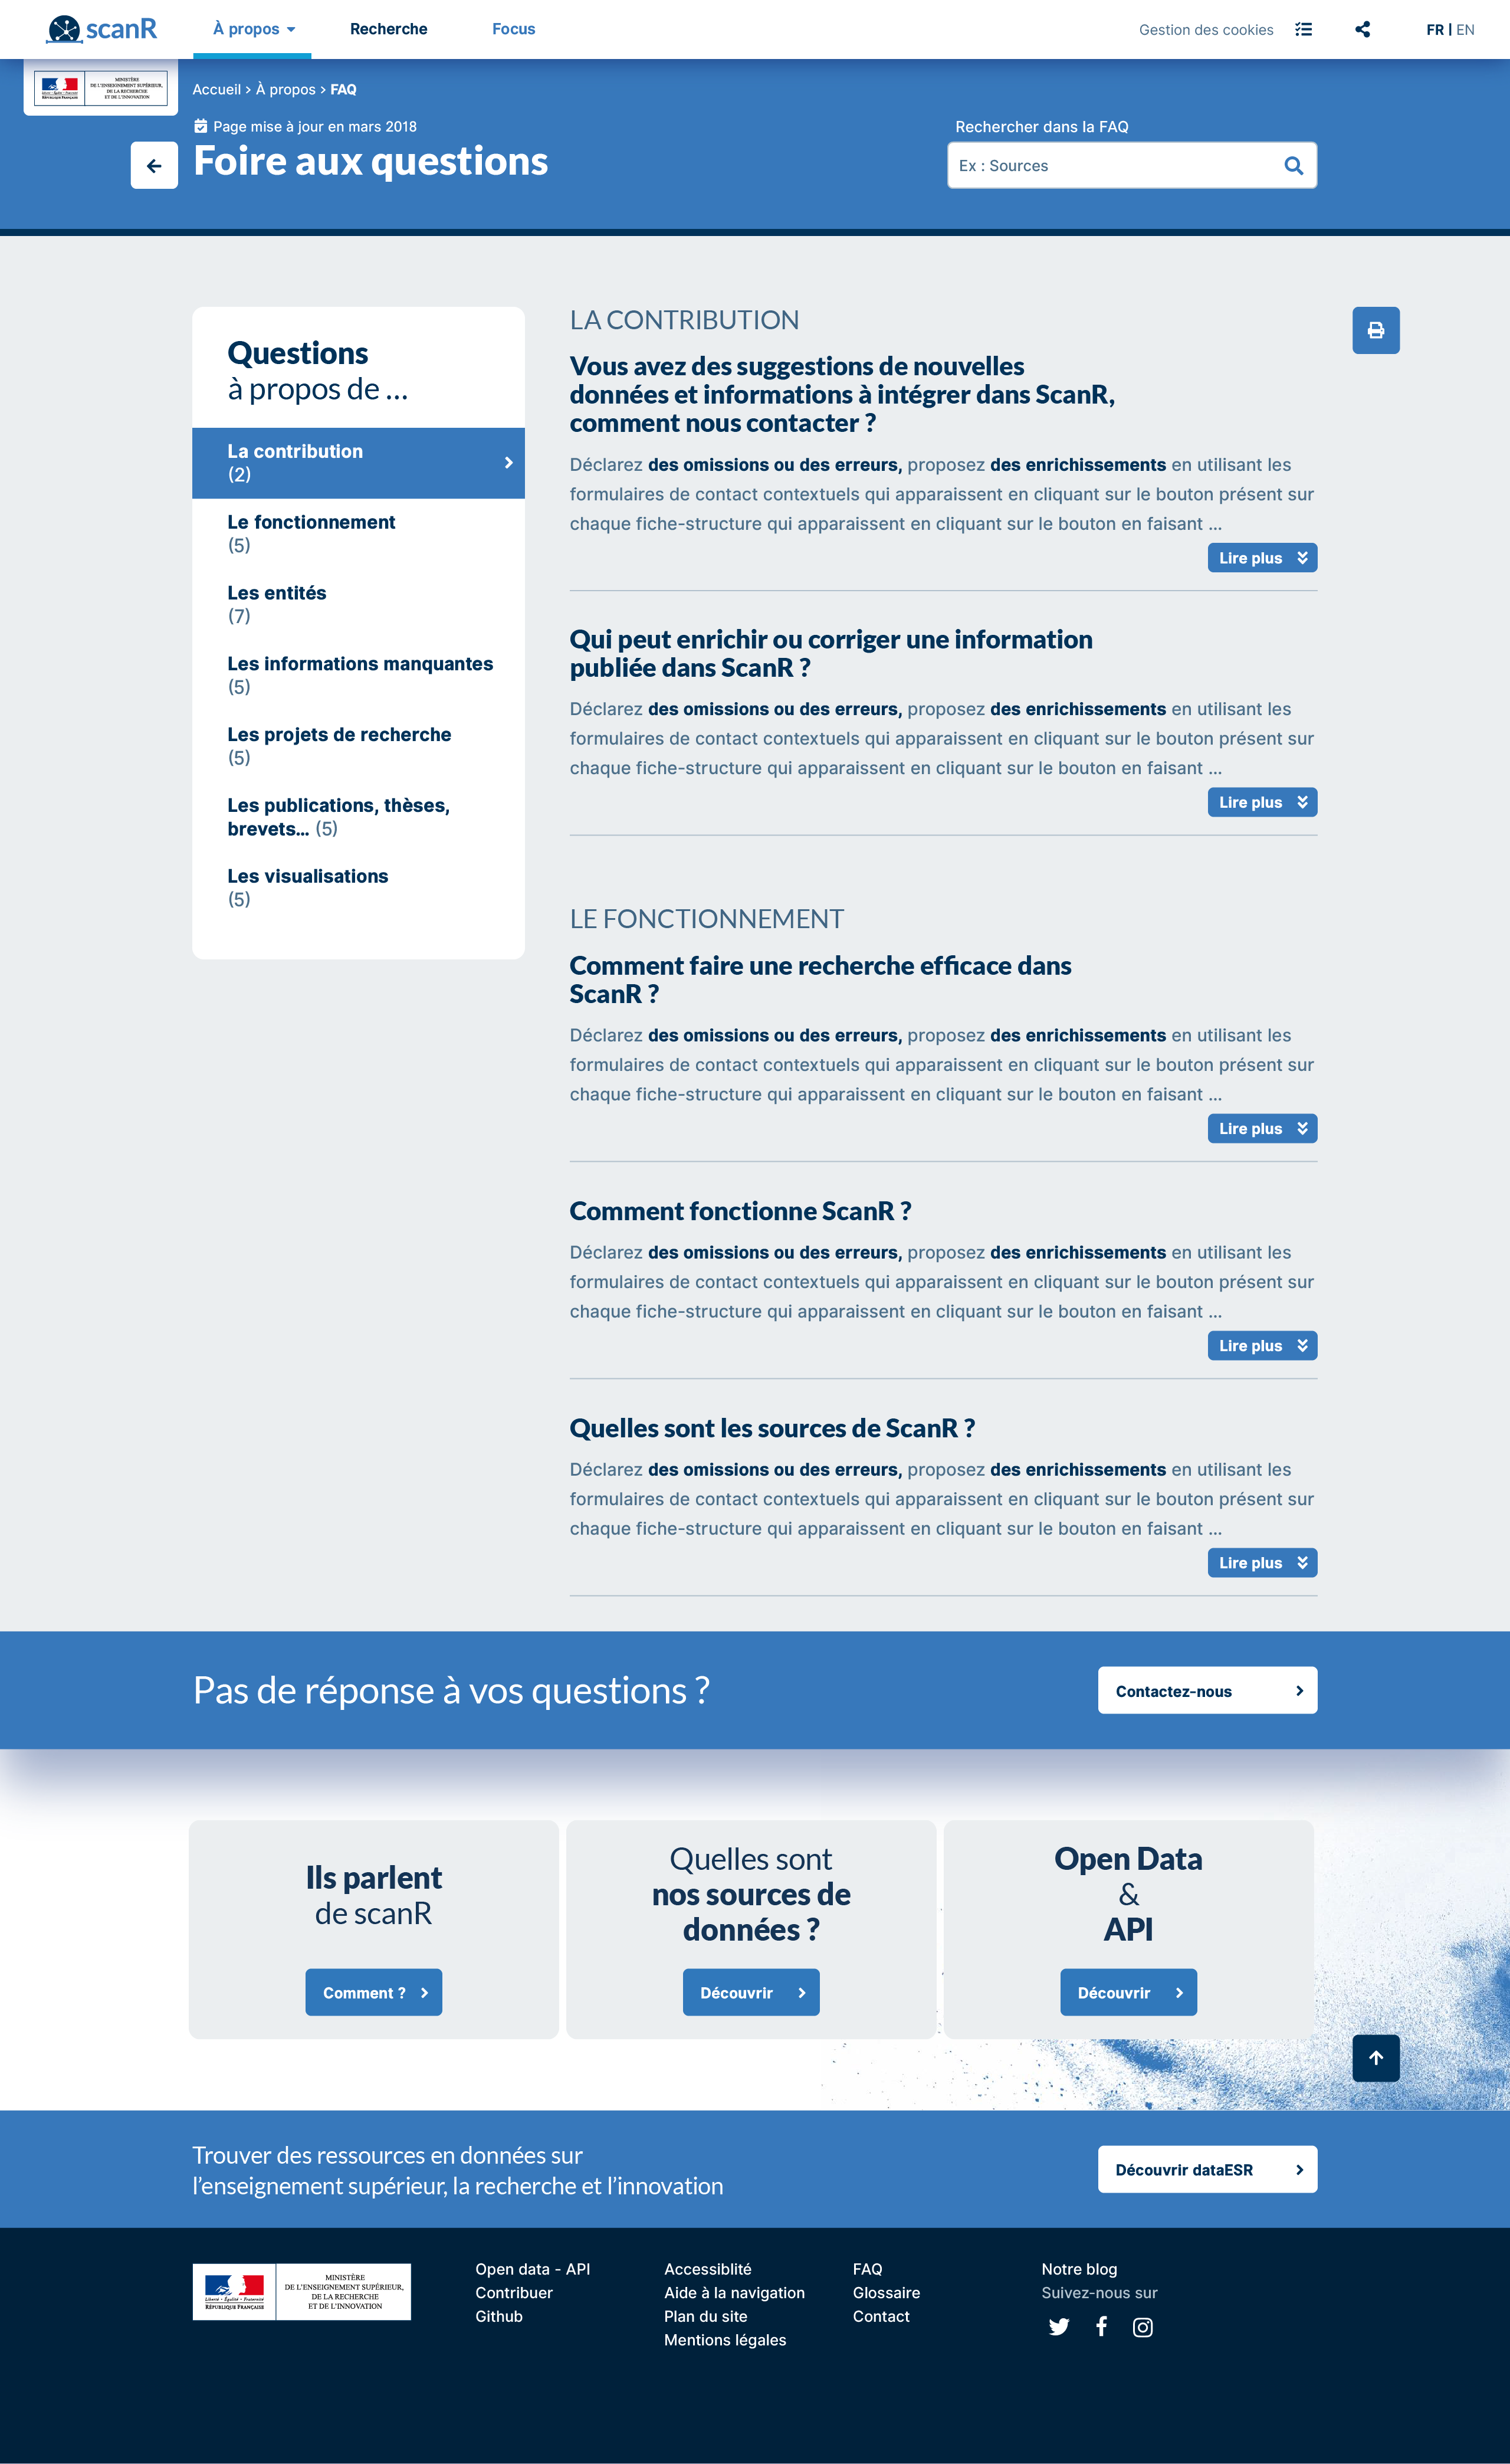 scanR
À propos
Recherche
Focus
Gestion des cookies
FR | EN
MINISTÈRE
DE L'ENSEIGNEMENT SUPÉRIEUR,
DE LA RECHERCHE
ET DE L'INNOVATION
Liberté • Égalité • Fraternité
RÉPUBLIQUE FRANÇAISE
Accueil › À propos › FAQ
Page mise à jour en mars 2018
Foire aux questions
Rechercher dans la FAQ
Ex : Sources
Questions
à propos de ...
La contribution
(2)
Le fonctionnement
(5)
Les entités
(7)
Les informations manquantes
(5)
Les projets de recherche
(5)
Les publications, thèses,
brevets... (5)
Les visualisations
(5)
LA CONTRIBUTION
Vous avez des suggestions de nouvelles
données et informations à intégrer dans ScanR,
comment nous contacter ?
Déclarez des omissions ou des erreurs, proposez des enrichissements en utilisant les
formulaires de contact contextuels qui apparaissent en cliquant sur le bouton présent sur
chaque fiche-structure qui apparaissent en cliquant sur le bouton en faisant ...
Lire plus
Qui peut enrichir ou corriger une information
publiée dans ScanR ?
Déclarez des omissions ou des erreurs, proposez des enrichissements en utilisant les
formulaires de contact contextuels qui apparaissent en cliquant sur le bouton présent sur
chaque fiche-structure qui apparaissent en cliquant sur le bouton en faisant ...
Lire plus
LE FONCTIONNEMENT
Comment faire une recherche efficace dans
ScanR ?
Déclarez des omissions ou des erreurs, proposez des enrichissements en utilisant les
formulaires de contact contextuels qui apparaissent en cliquant sur le bouton présent sur
chaque fiche-structure qui apparaissent en cliquant sur le bouton en faisant ...
Lire plus
Comment fonctionne ScanR ?
Déclarez des omissions ou des erreurs, proposez des enrichissements en utilisant les
formulaires de contact contextuels qui apparaissent en cliquant sur le bouton présent sur
chaque fiche-structure qui apparaissent en cliquant sur le bouton en faisant ...
Lire plus
Quelles sont les sources de ScanR ?
Déclarez des omissions ou des erreurs, proposez des enrichissements en utilisant les
formulaires de contact contextuels qui apparaissent en cliquant sur le bouton présent sur
chaque fiche-structure qui apparaissent en cliquant sur le bouton en faisant ...
Lire plus
Pas de réponse à vos questions ?
Contactez-nous
Ils parlent
de scanR
Comment ?
Quelles sont
nos sources de
données ?
Découvrir
Open Data
&
API
Découvrir
Trouver des ressources en données sur
l'enseignement supérieur, la recherche et l'innovation
Découvrir dataESR
Liberté • Égalité • Fraternité
RÉPUBLIQUE FRANÇAISE
MINISTÈRE
DE L'ENSEIGNEMENT SUPÉRIEUR,
DE LA RECHERCHE
ET DE L'INNOVATION
Open data - API
Contribuer
Github
Accessiblité
Aide à la navigation
Plan du site
Mentions légales
FAQ
Glossaire
Contact
Notre blog
Suivez-nous sur